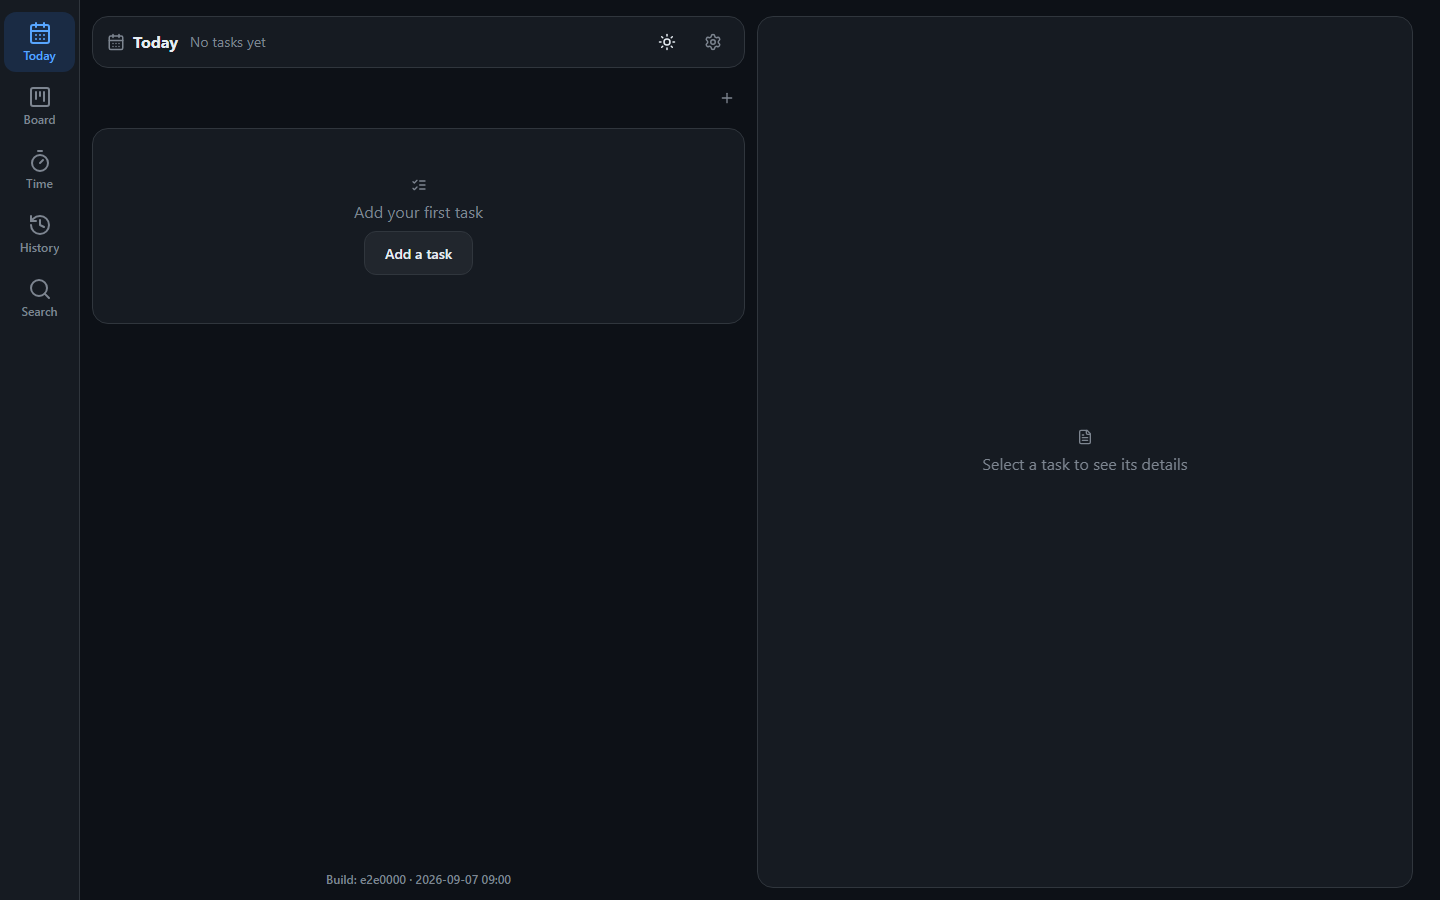 Today
Board
Time
History
Search
Today No tasks yet
Add your first task
Add a task
Build: e2e0000 · 2026-09-07 09:00
Select a task to see its details